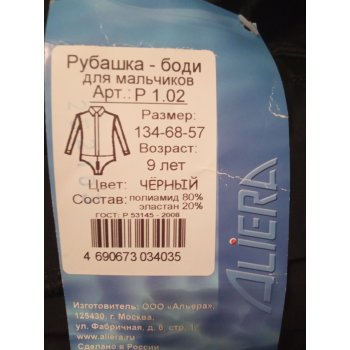 Рубашка - боди
для мальчиков
Арт.: Р 1.02
Размер:
134-68-57
Возраст:
9 лет
Цвет: ЧЁРНЫЙ
Состав: полиамид 80%
эластан 20%
ГОСТ: Р 53145 - 2008
4 690673 034035
ALIERA
Изготовитель: ООО «Альера»,
125430, г. Москва,
ул. Фабричная, д. 6, стр. 1
www.aliera.ru
Сделано в России